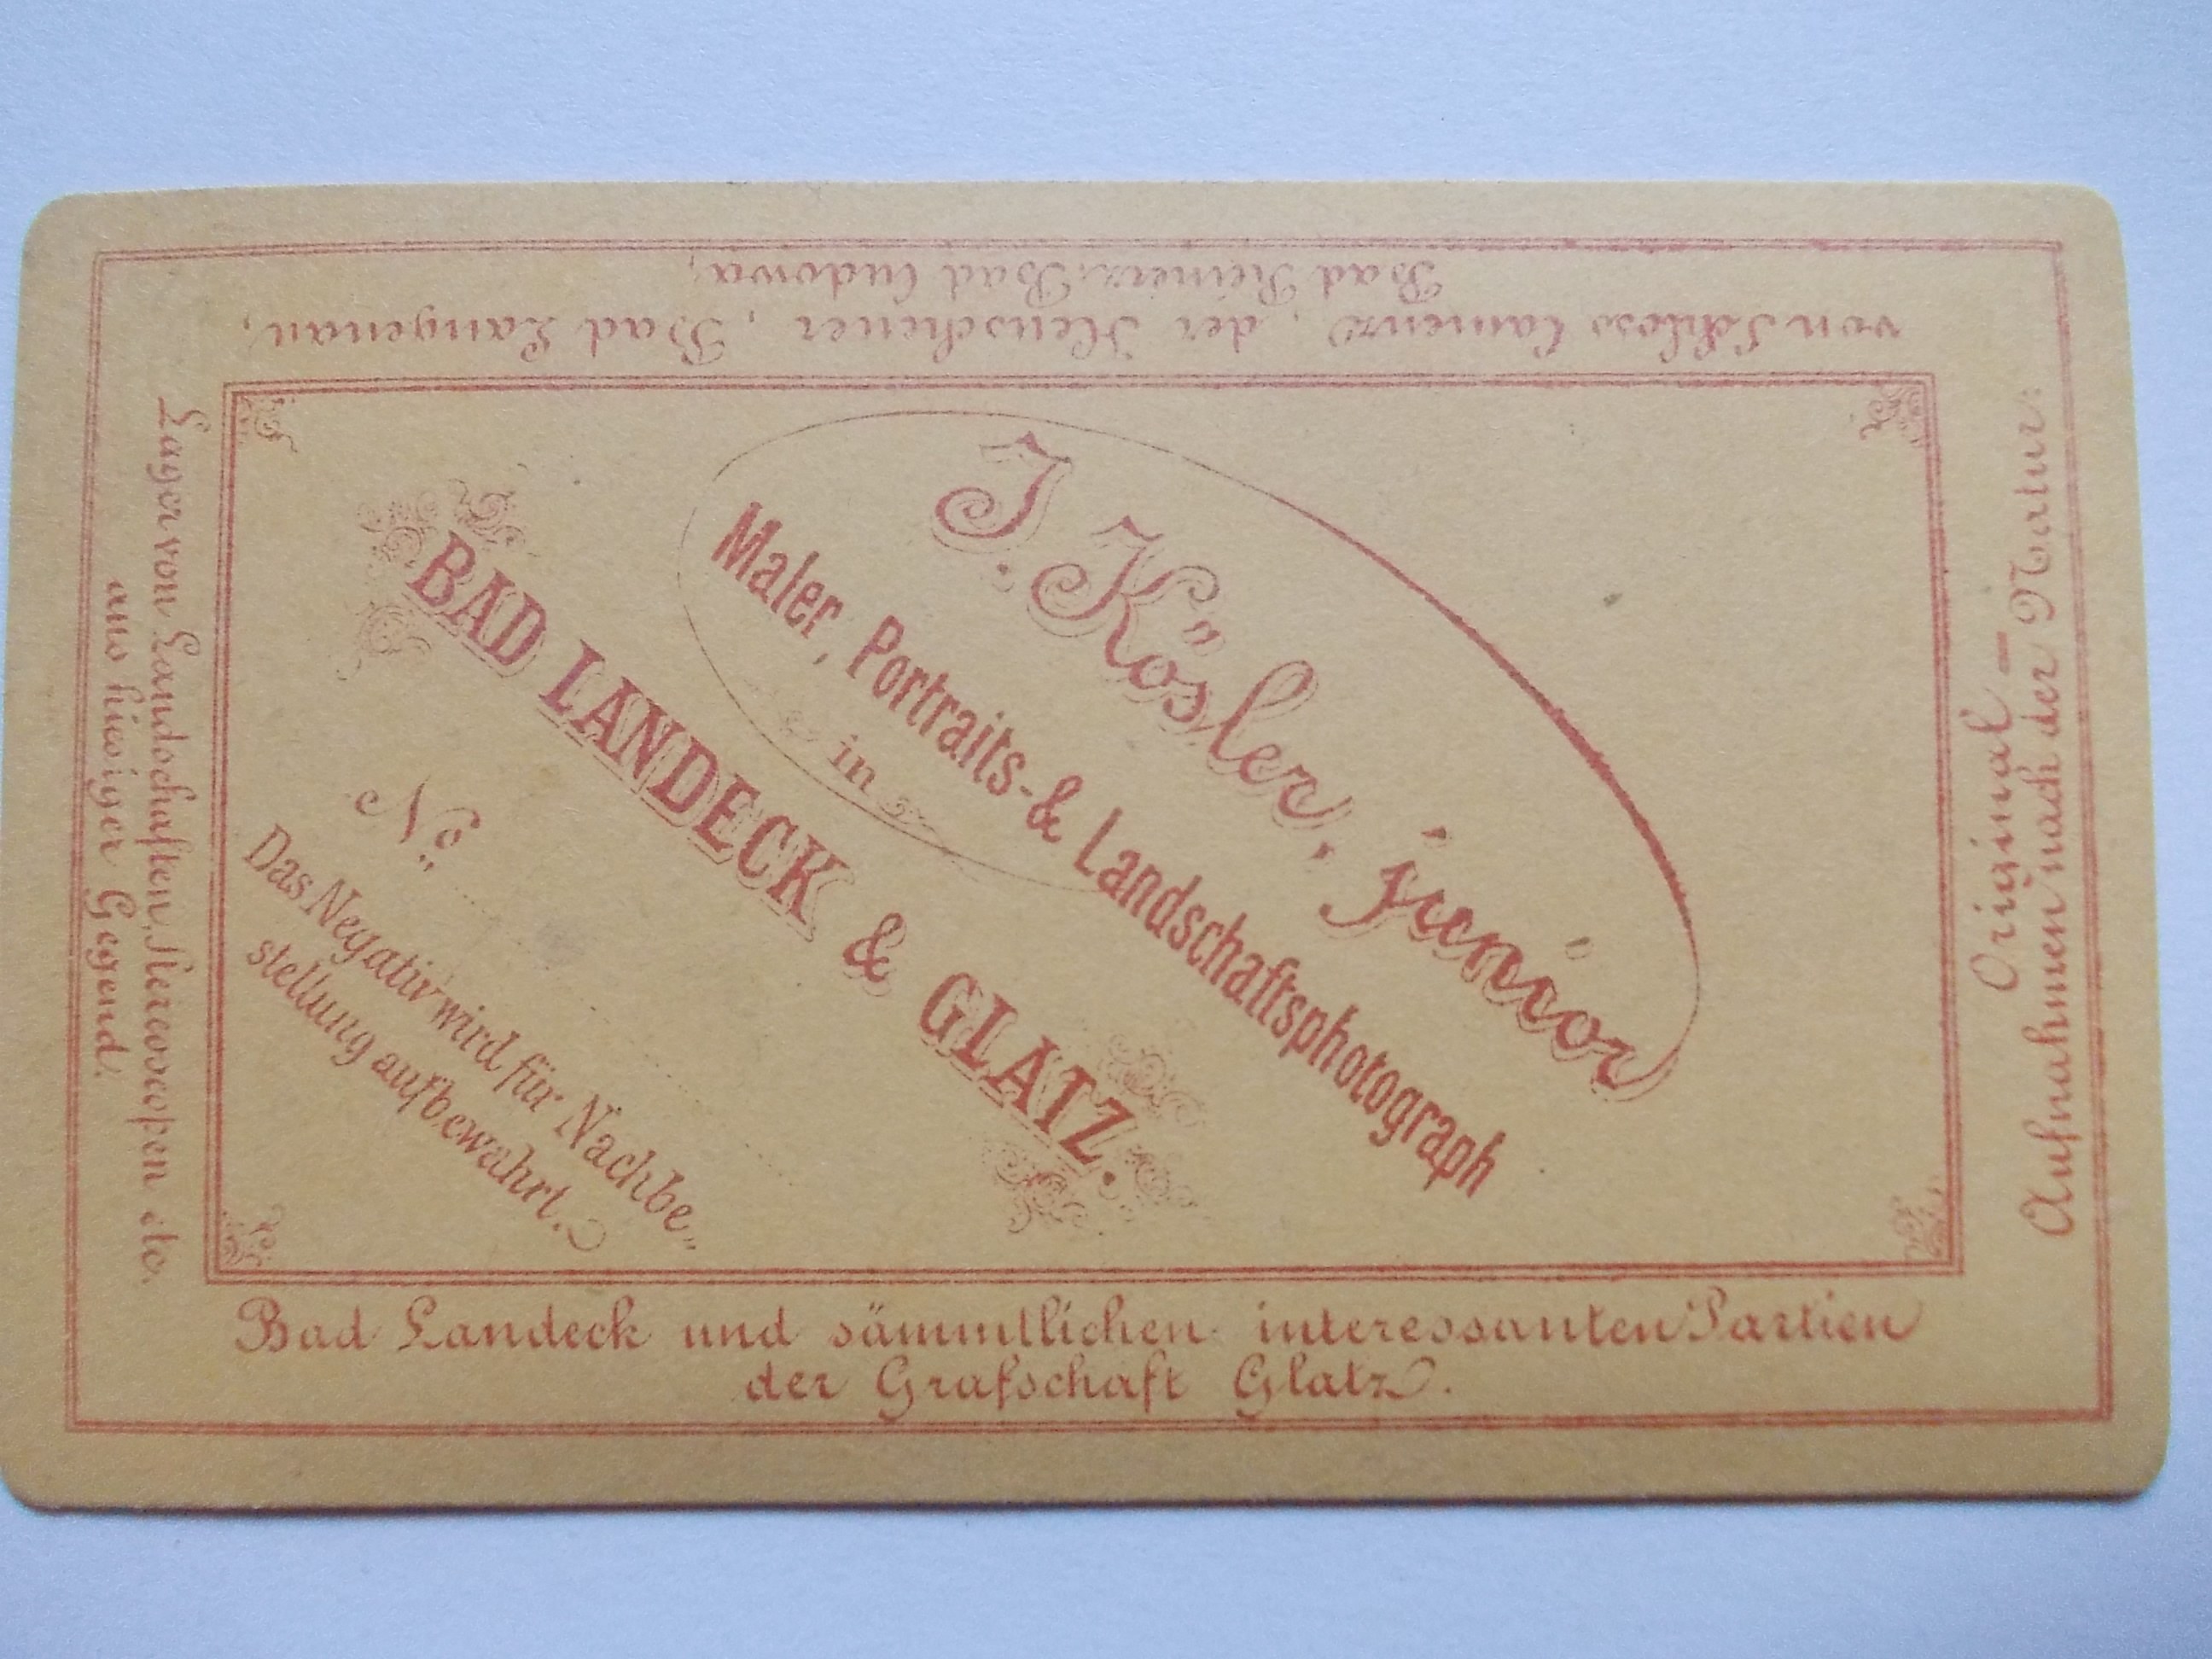 J. Kösler, junior
Maler, Portraits-& Landschaftsphotograph
in
BAD LANDECK & GLATZ.
No.
Das Negativ wird für Nachbe„
stellung aufbewahrt.
Original –
Aufnahmen nach der Natur:
von Schloss Camenz, der Heuscheuer, Bad Langenau,
Bad Reinerz, Bad Cudowa,
Bad Landeck und sämmtlichen interessanten Partien
der Grafschaft Glatz.
Lager von Landschaften, Stereoscopen etc.
aus hiesiger Gegend.